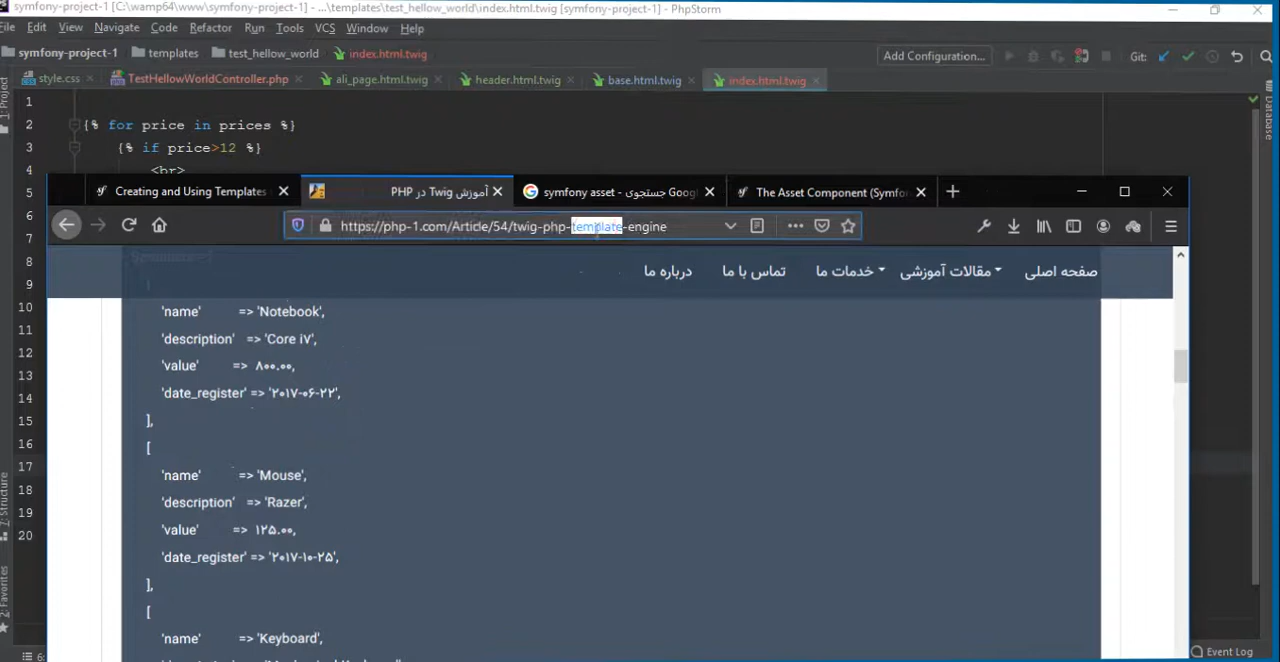 symfony-project-1 [C:\wamp64\www\symfony-project-1] - ...\templates\test_hellow_world\index.html.twig [symfony-project-1] - PhpStorm
File Edit View Navigate Code Refactor Run Tools VCS Window Help
symfony-project-1 templates test_hellow_world index.html.twig Add Configuration... Git:
style.css TestHellowWorldController.php ali_page.html.twig header.html.twig base.html.twig index.html.twig
1: Project
Database
1
2 {% for price in prices %}
3 {% if price>12 %}
4 <br>
5
6
7
8
9
10
11
12
13
14
15
16
17
18
19
20
Creating and Using Templates آموزش Twig در PHP symfony asset - جستجوی Goog The Asset Component (Symfo
https://php-1.com/Article/54/twig-php-template-engine
صفحه اصلی مقالات آموزشی خدمات ما تماس با ما درباره ما
'name' => 'Notebook',
'description' => 'Core i۷',
'value' => ۸۰۰.۰۰,
'date_register' => '۲۰۱۷-۰۶-۲۲',
],
[
'name' => 'Mouse',
'description' => 'Razer',
'value' => ۱۲۵.۰۰,
'date_register' => '۲۰۱۷-۱۰-۲۵',
],
[
'name' => 'Keyboard',
7: Structure
2: Favorites
6:
Event Log